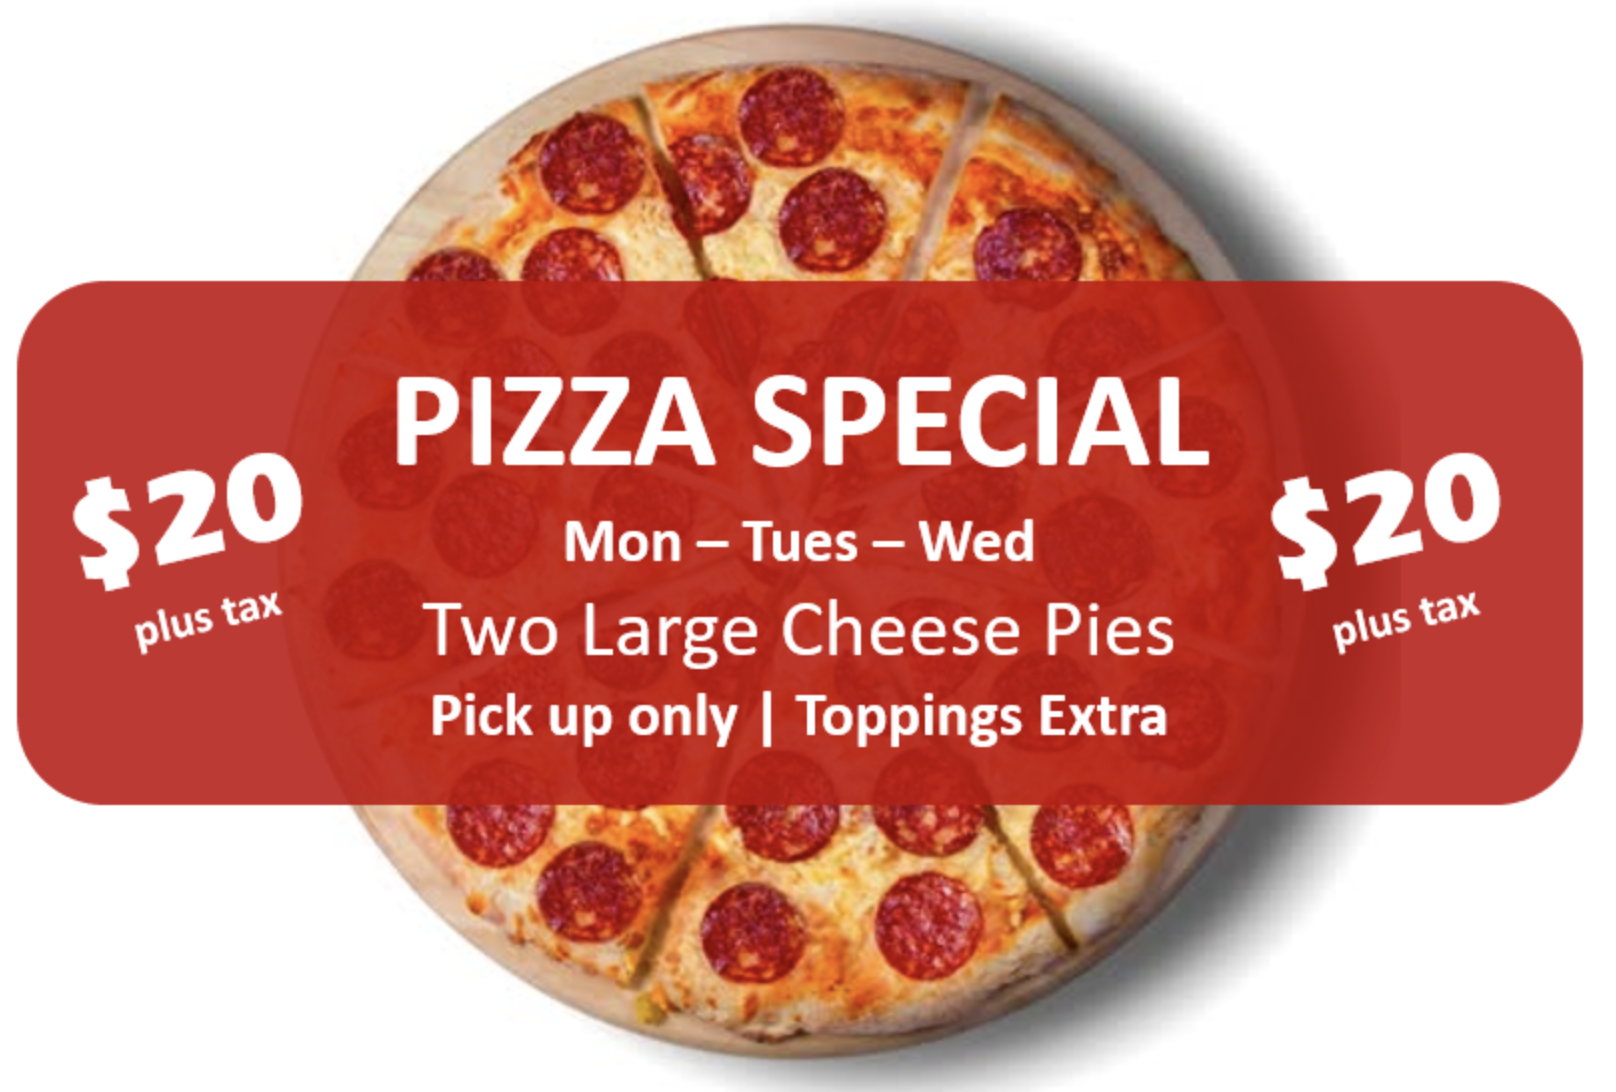 PIZZA SPECIAL
$20
plus tax
Mon – Tues – Wed
Two Large Cheese Pies
Pick up only | Toppings Extra
$20
plus tax